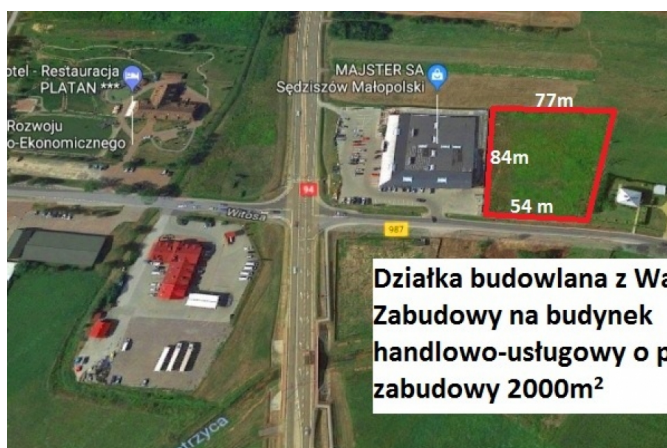 otel - Restauracja
PLATAN ***
MAJSTER SA
Sędziszów Małopolski
77m
Rozwoju
o-Ekonomicznego
84m
94
Witosa
54 m
987
Działka budowlana z Wa
Zabudowy na budynek
handlowo-usługowy o p
zabudowy 2000m²
trzyca